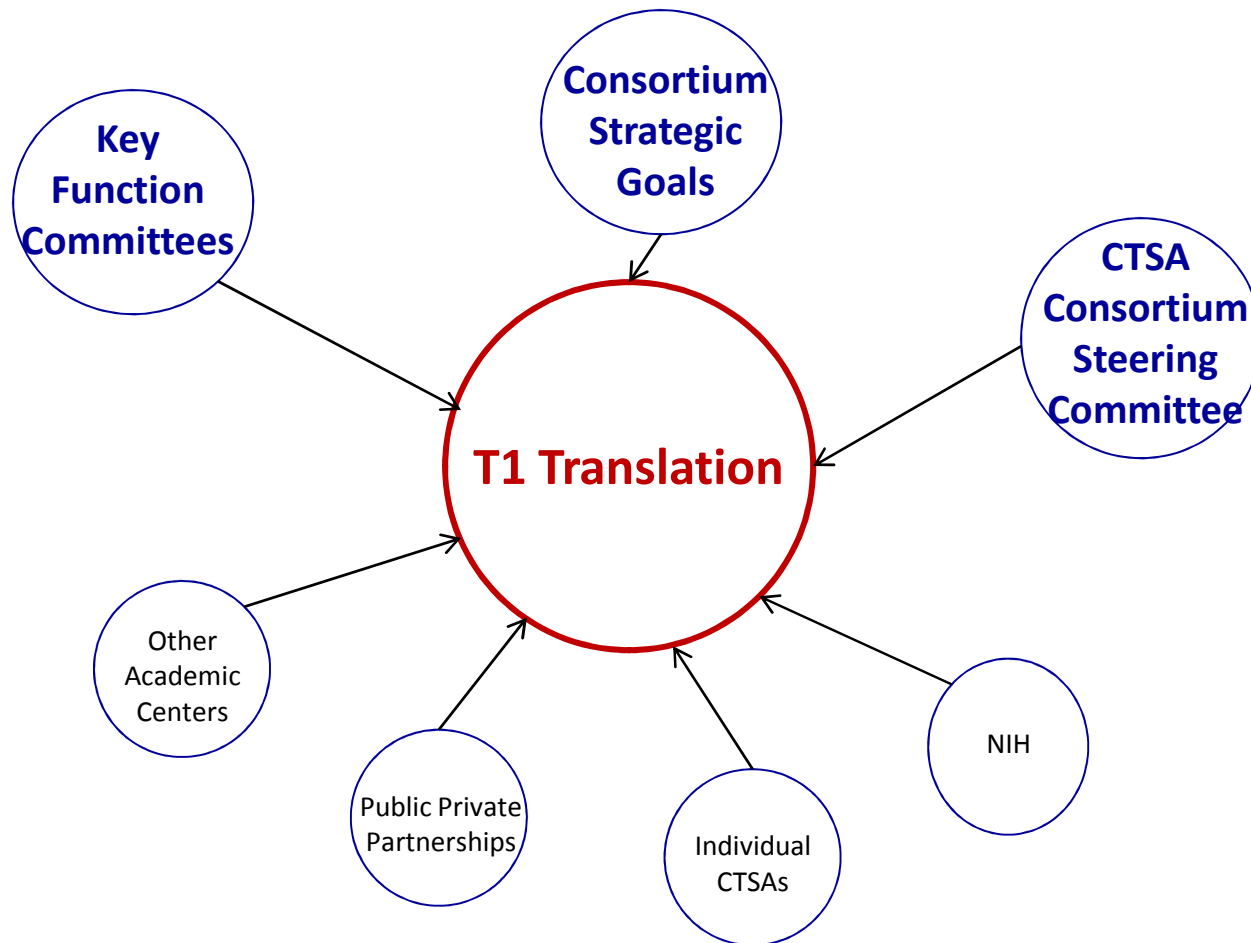 Consortium
Strategic
Goals
Key
Function
Committees
CTSA
Consortium
Steering
Committee
T1 Translation
Other
Academic
Centers
Public Private
Partnerships
Individual
CTSAs
NIH